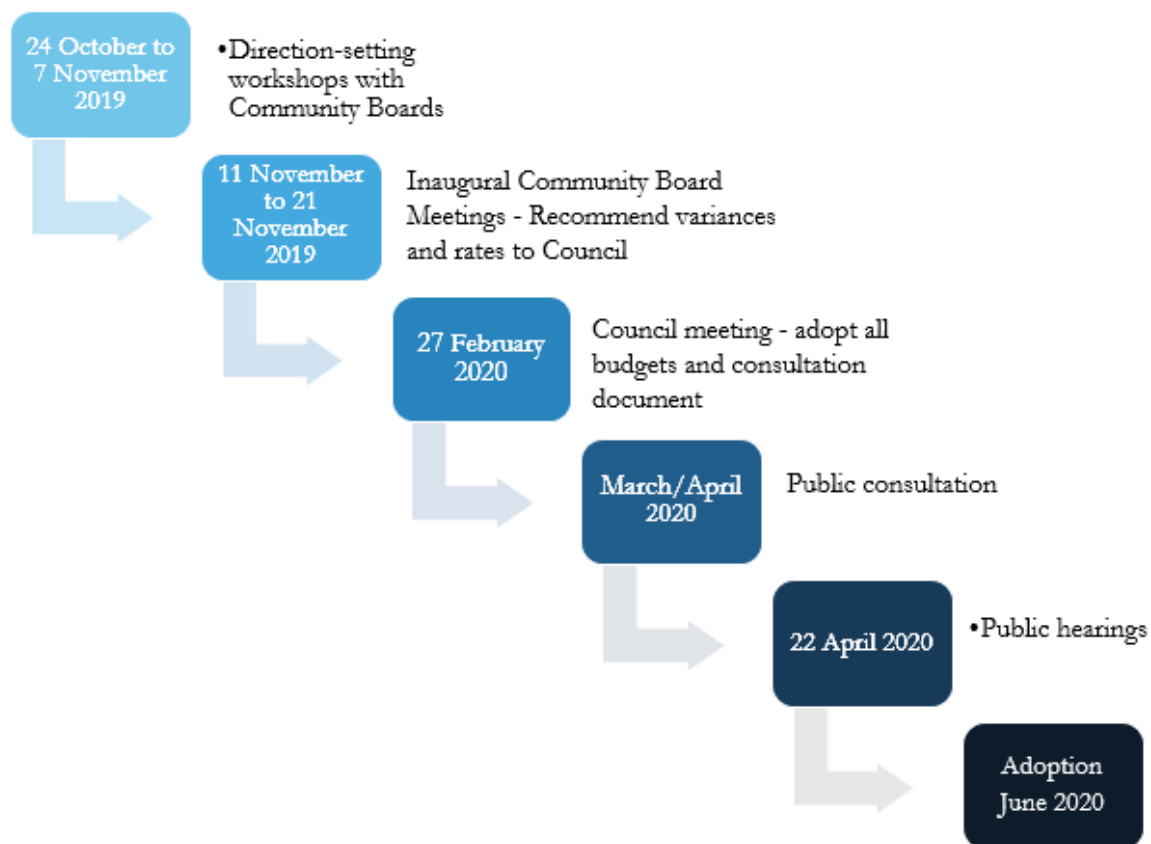 24 October to
7 November
2019
•Direction-setting
workshops with
Community Boards
11 November
to 21
November
2019
Inaugural Community Board
Meetings - Recommend variances
and rates to Council
27 February
2020
Council meeting - adopt all
budgets and consultation
document
March/April
2020
Public consultation
22 April 2020
•Public hearings
Adoption
June 2020